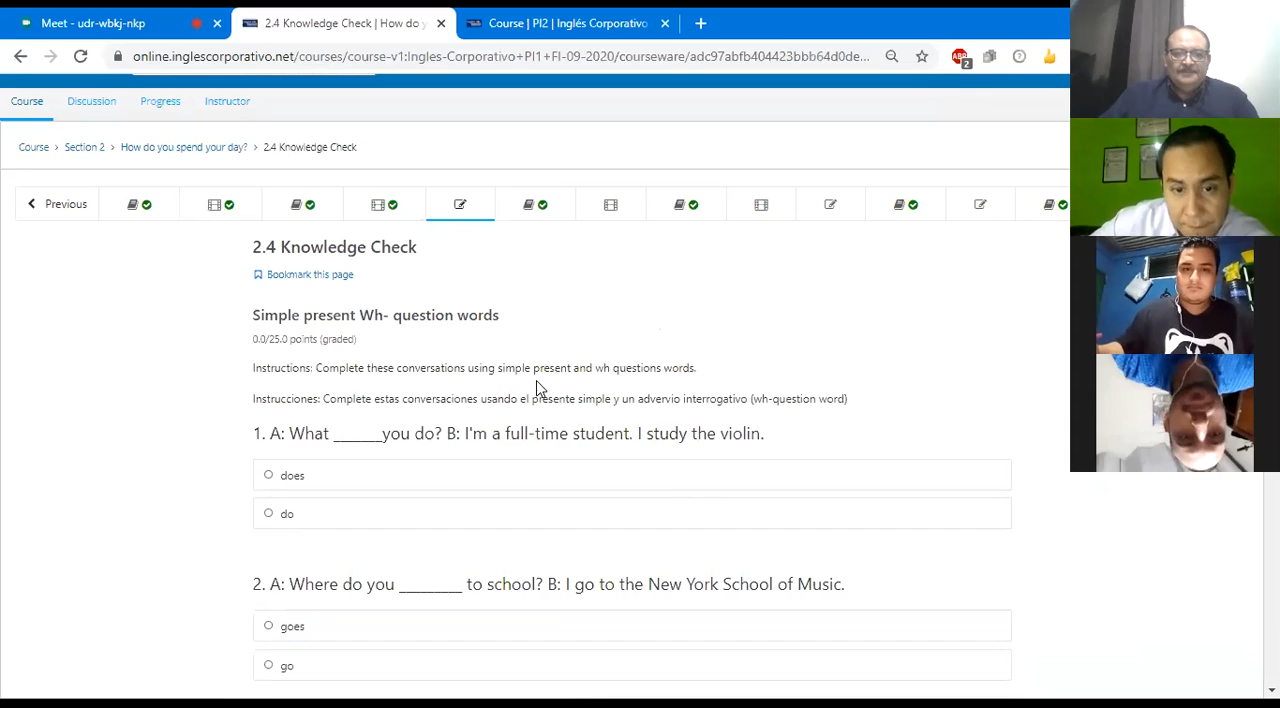 Meet - udr-wbkj-nkp
2.4 Knowledge Check | How do y
Course | PI2 | Inglés Corporativo
online.inglescorporativo.net/courses/course-v1:Ingles-Corporativo+PI1+FI-09-2020/courseware/adc97abfb404423bbb64d0de...
ABP
2
Course
Discussion
Progress
Instructor
Course > Section 2 > How do you spend your day? > 2.4 Knowledge Check
Previous
2.4 Knowledge Check
Bookmark this page
Simple present Wh- question words
0.0/25.0 points (graded)
Instructions: Complete these conversations using simple present and wh questions words.
Instrucciones: Complete estas conversaciones usando el presente simple y un advervio interrogativo (wh-question word)
1. A: What _______you do? B: I'm a full-time student. I study the violin.
does
do
2. A: Where do you _________ to school? B: I go to the New York School of Music.
goes
go